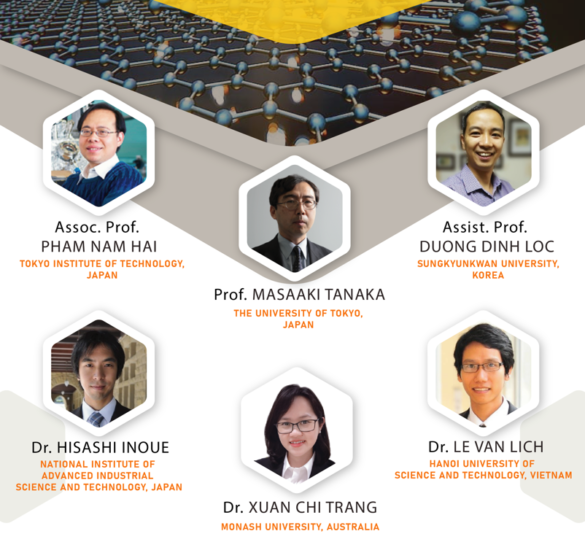 Assoc. Prof.
PHAM NAM HAI
TOKYO INSTITUTE OF TECHNOLOGY,
JAPAN
Prof. MASAAKI TANAKA
THE UNIVERSITY OF TOKYO,
JAPAN
Assist. Prof.
DUONG DINH LOC
SUNGKYUNKWAN UNIVERSITY,
KOREA
Dr. HISASHI INOUE
NATIONAL INSTITUTE OF
ADVANCED INDUSTRIAL
SCIENCE AND TECHNOLOGY, JAPAN
Dr. XUAN CHI TRANG
MONASH UNIVERSITY, AUSTRALIA
Dr. LE VAN LICH
HANOI UNIVERSITY OF
SCIENCE AND TECHNOLOGY, VIETNAM